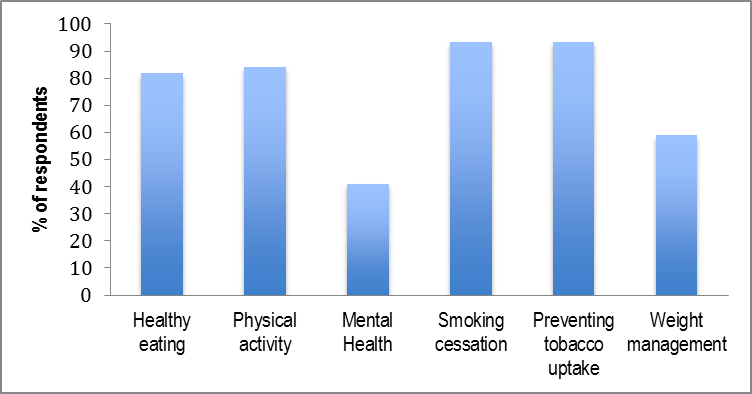 % of respondents
100
90
80
70
60
50
40
30
20
10
0
Healthy
eating
Physical
activity
Mental
Health
Smoking
cessation
Preventing
tobacco
uptake
Weight
management